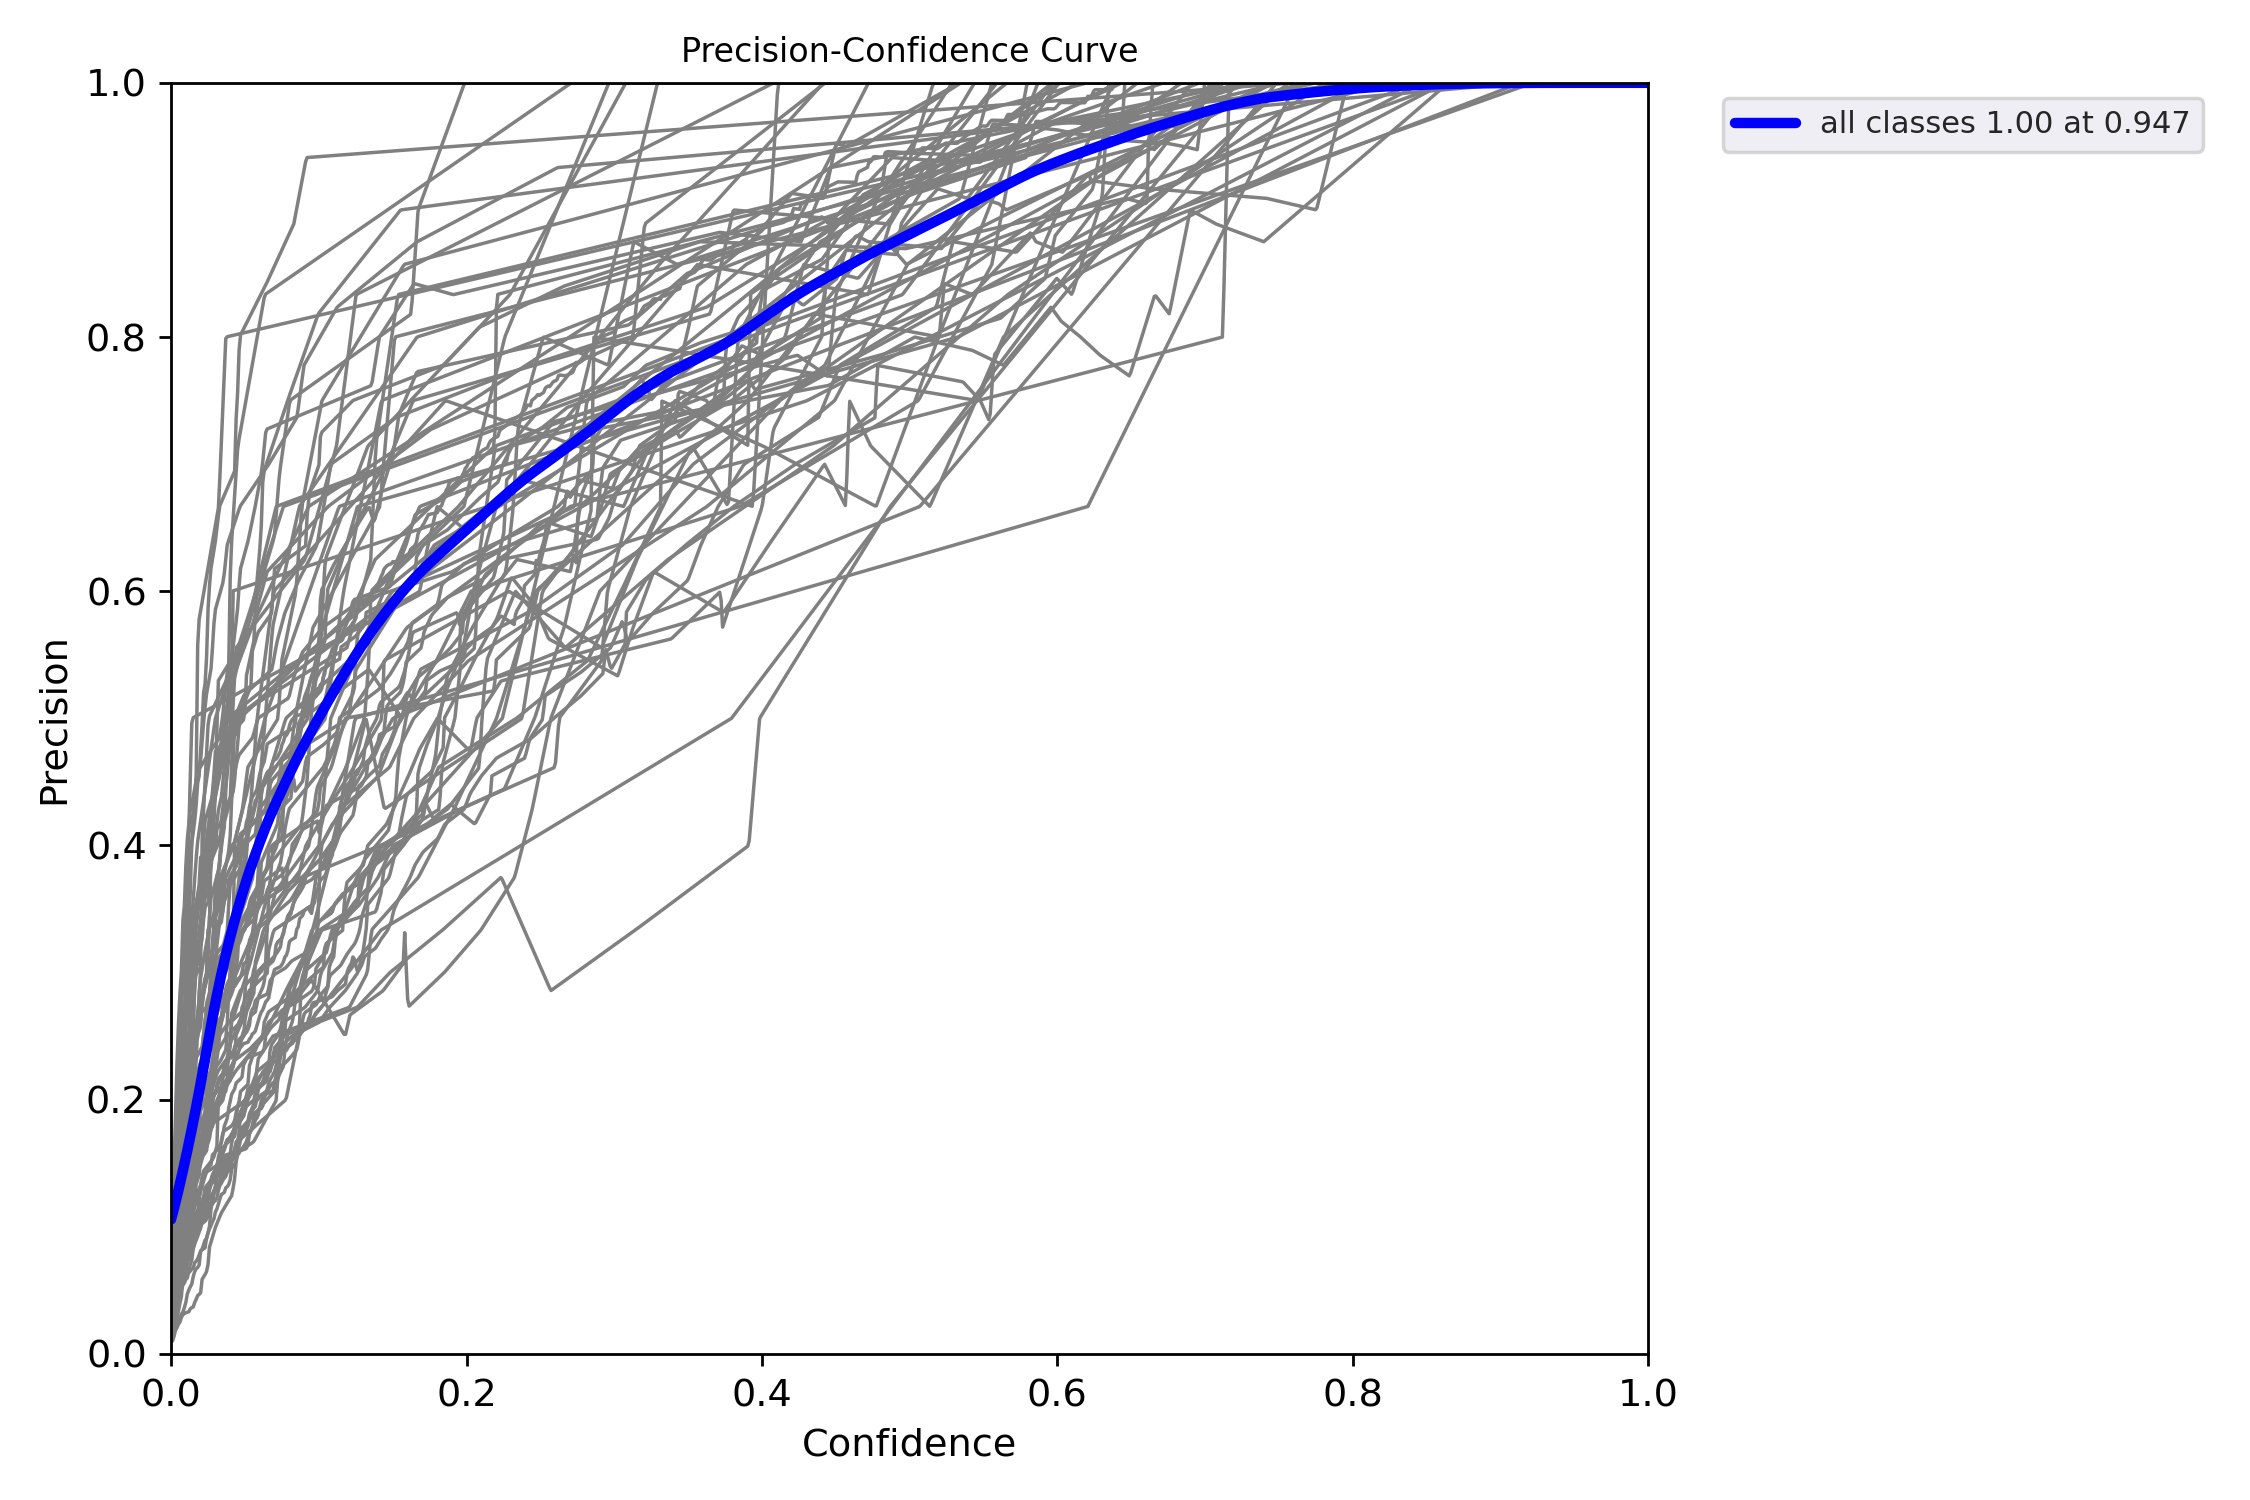 Precision-Confidence Curve
all classes 1.00 at 0.947
1.0
0.8
0.6
0.4
0.2
0.0
Precision
0.0 0.2 0.4 0.6 0.8 1.0
Confidence